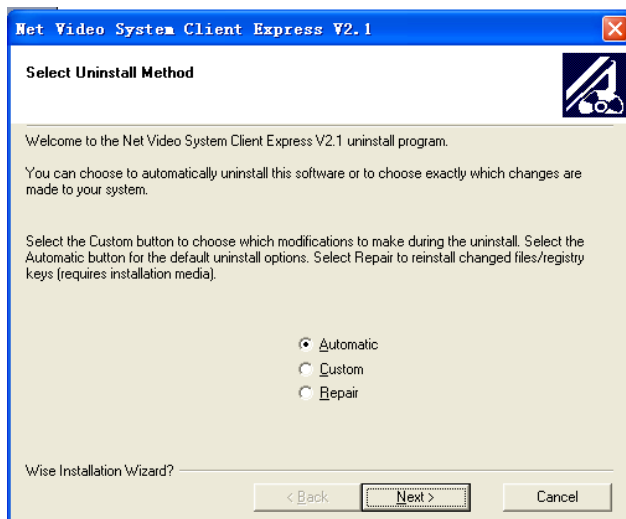 Net Video System Client Express V2.1
Select Uninstall Method
Welcome to the Net Video System Client Express V2.1 uninstall program.
You can choose to automatically uninstall this software or to choose exactly which changes are
made to your system.
Select the Custom button to choose which modifications to make during the uninstall. Select the
Automatic button for the default uninstall options. Select Repair to reinstall changed files/registry
keys (requires installation media).
Automatic
Custom
Repair
Wise Installation Wizard?
< Back Next > Cancel